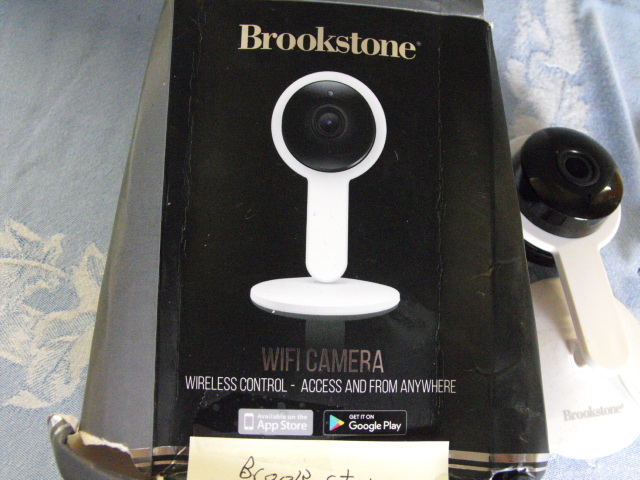 Brookstone®
WIFI CAMERA
WIRELESS CONTROL - ACCESS AND FROM ANYWHERE
Available on the
App Store
GET IT ON
Google Play
Brookstone